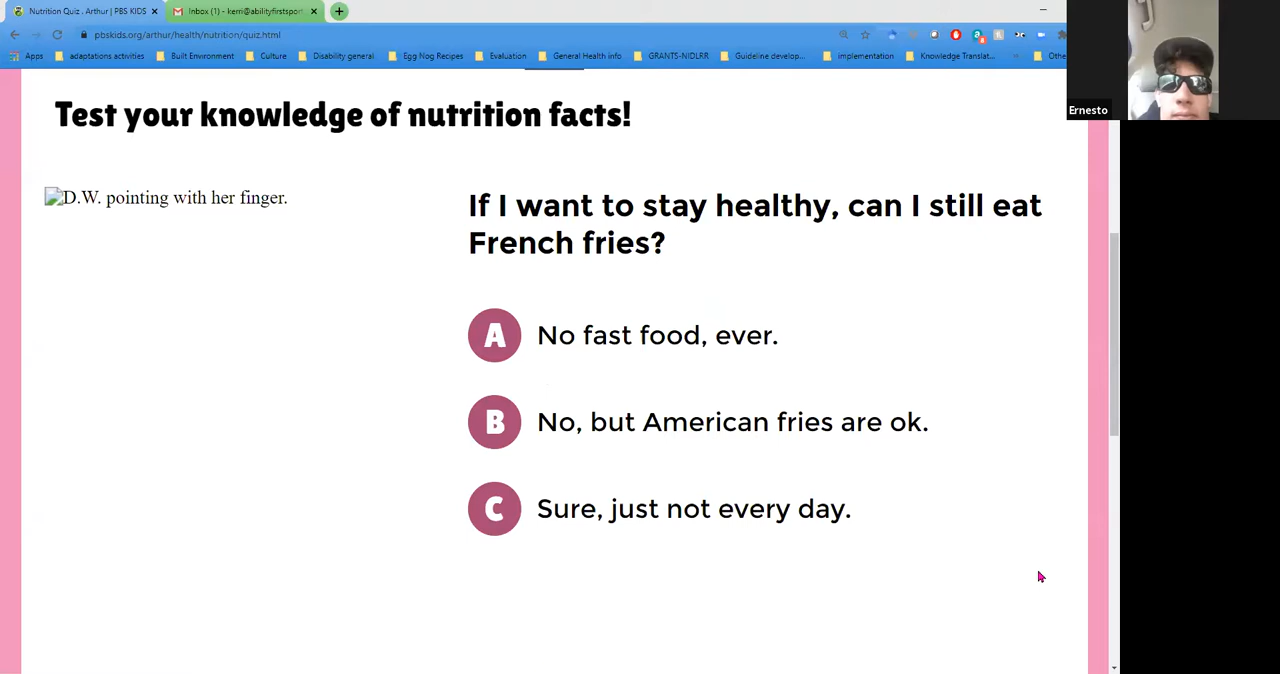 Nutrition Quiz . Arthur | PBS KIDS
Inbox (1) - kerri@abilityfirstsport
pbskids.org/arthur/health/nutrition/quiz.html
Apps
adaptations activities
Built Environment
Culture
Disability general
Egg Nog Recipes
Evaluation
General Health info
GRANTS-NIDLRR
Guideline develop...
implementation
Knowledge Translat...
Othe
Ernesto
Test your knowledge of nutrition facts!
D.W. pointing with her finger.
If I want to stay healthy, can I still eat
French fries?
A No fast food, ever.
B No, but American fries are ok.
C Sure, just not every day.